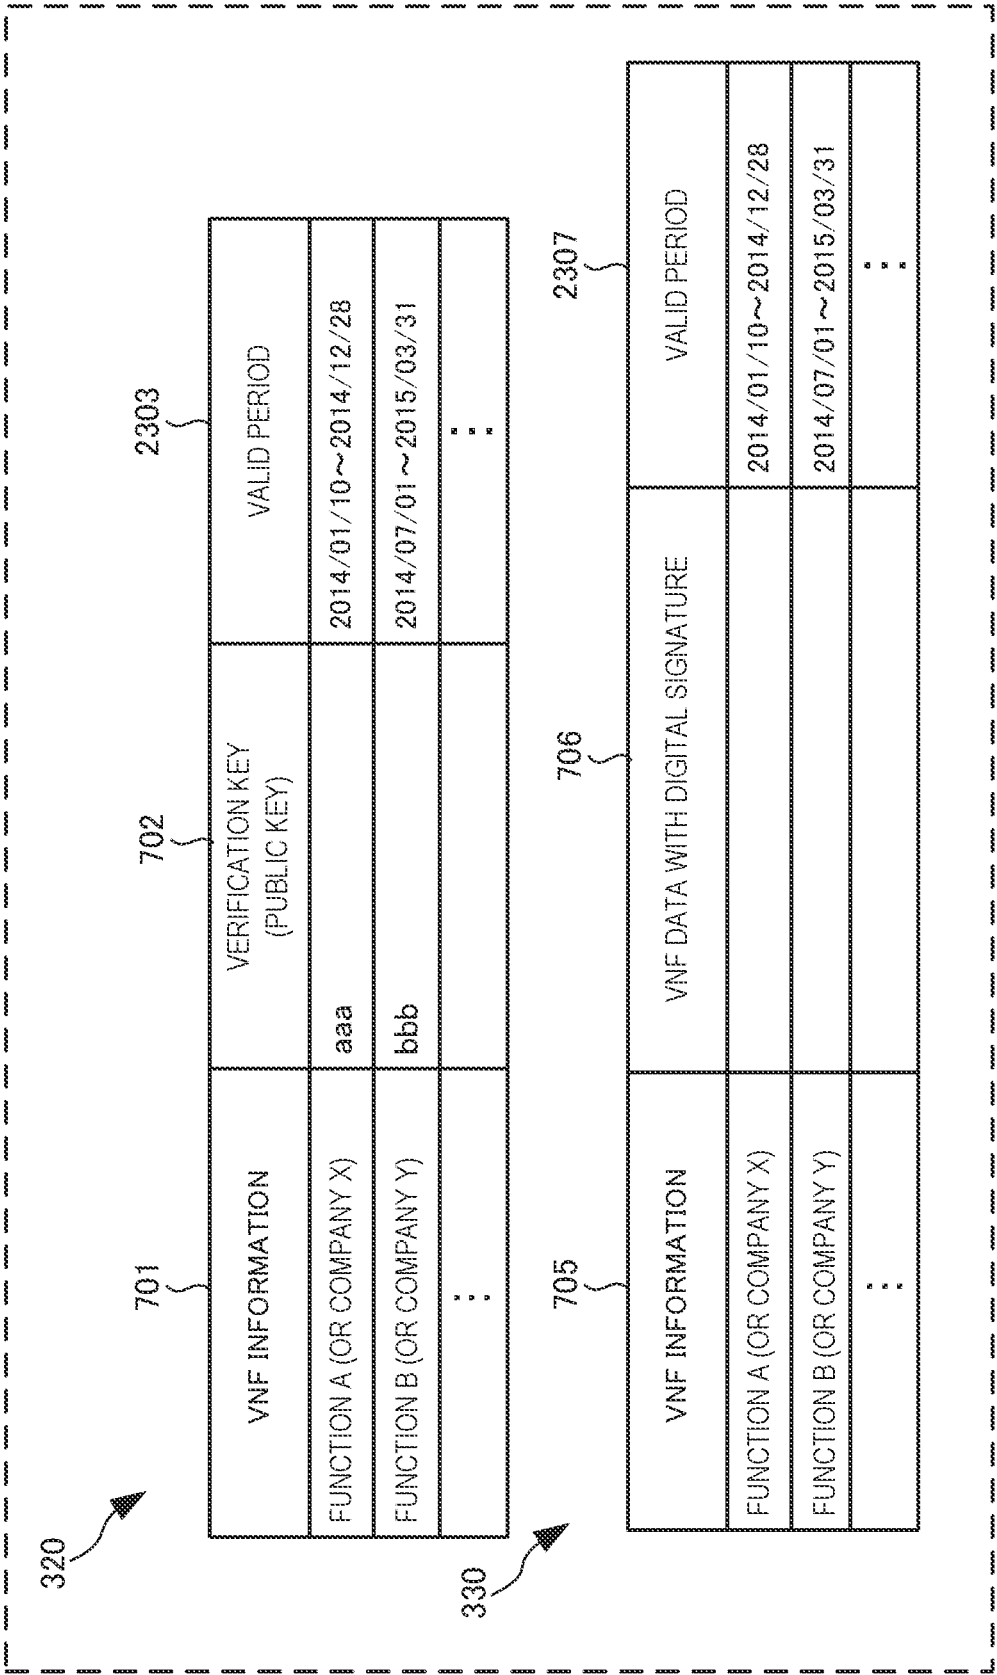 320
701
702
2303
VNF INFORMATION
VERIFICATION KEY
(PUBLIC KEY)
VALID PERIOD
FUNCTION A (OR COMPANY X)
aaa
2014/01/10～2014/12/28
FUNCTION B (OR COMPANY Y)
bbb
2014/07/01～2015/03/31
⋮
⋮
330
705
706
2307
VNF INFORMATION
VNF DATA WITH DIGITAL SIGNATURE
VALID PERIOD
FUNCTION A (OR COMPANY X)
2014/01/10～2014/12/28
FUNCTION B (OR COMPANY Y)
2014/07/01～2015/03/31
⋮
⋮